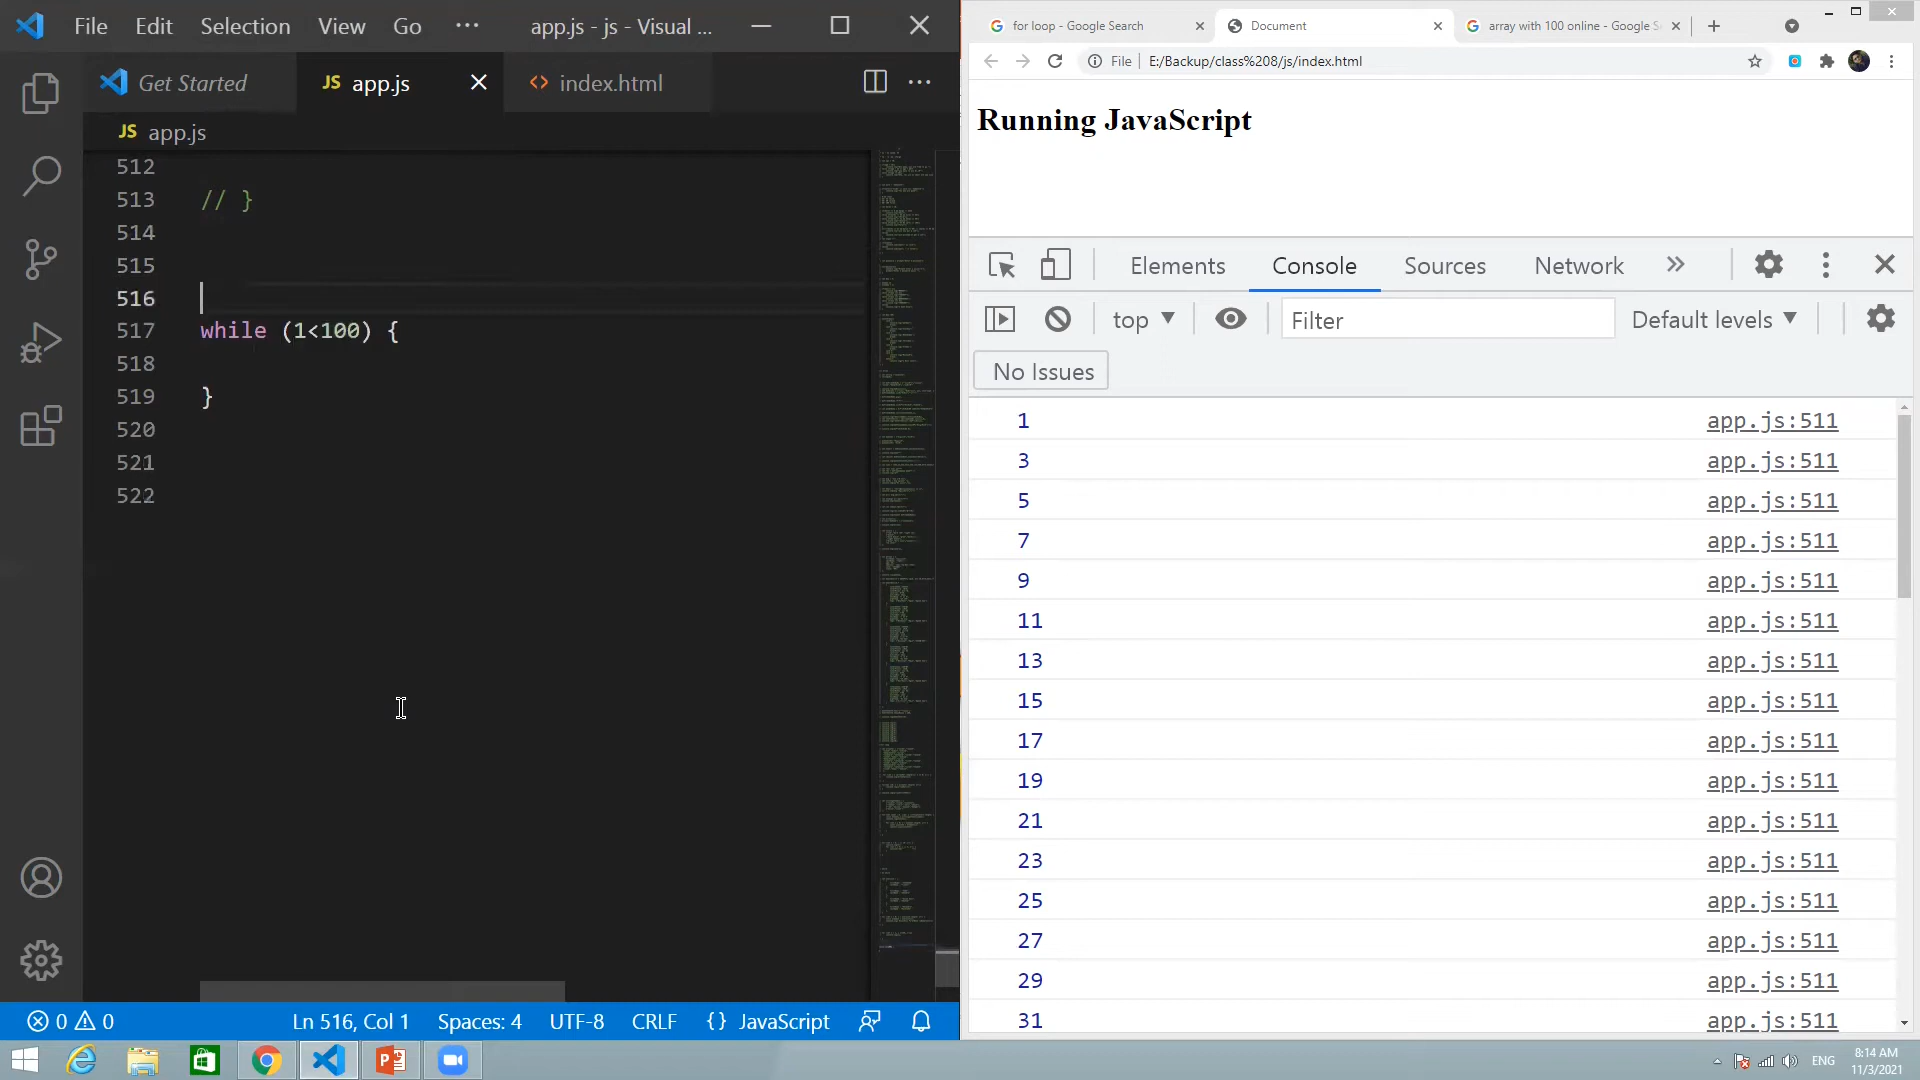 File Edit Selection View Go ··· app.js - js - Visual ...
Get Started JS app.js index.html
JS app.js
512
513 // }
514
515
516
517 while (1<100) {
518
519 }
520
521
522
0 0 Ln 516, Col 1 Spaces: 4 UTF-8 CRLF {} JavaScript
for loop - Google Search Document array with 100 online - Google S
File E:/Backup/class%208/js/index.html
Running JavaScript
Elements Console Sources Network »
top Filter Default levels
No Issues
1 app.js:511
3 app.js:511
5 app.js:511
7 app.js:511
9 app.js:511
11 app.js:511
13 app.js:511
15 app.js:511
17 app.js:511
19 app.js:511
21 app.js:511
23 app.js:511
25 app.js:511
27 app.js:511
29 app.js:511
31 app.js:511
ENG 8:14 AM
11/3/2021